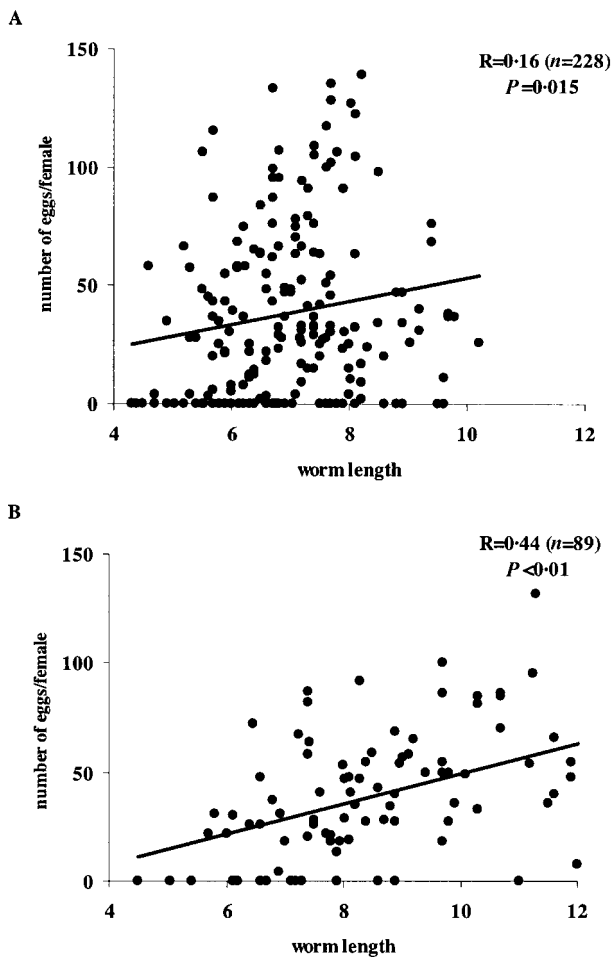 A
R=0·16 (n=228)
P=0·015
number of eggs/female
150
100
50
0
4 6 8 10 12
worm length
B
R=0·44 (n=89)
P<0·01
number of eggs/female
150
100
50
0
4 6 8 10 12
worm length